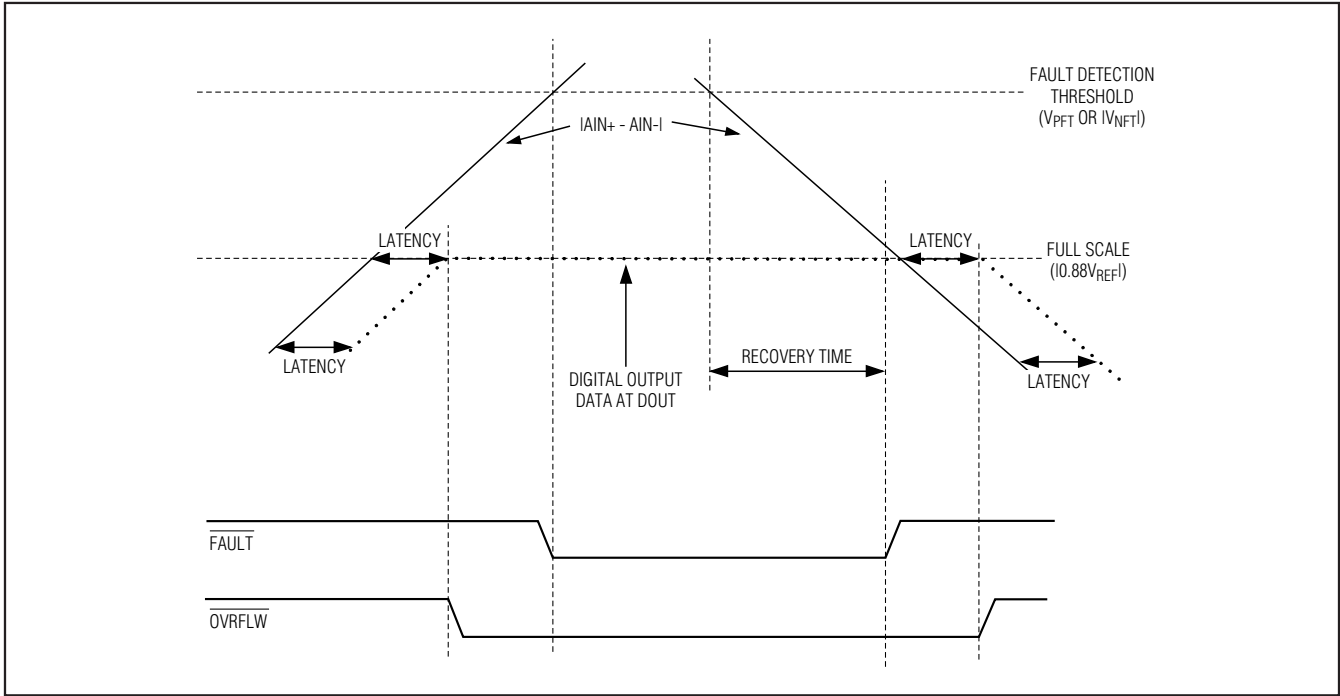 FAULT DETECTION
THRESHOLD
(VPFT OR |VNFT|)
|AIN+ - AIN-|
LATENCY
LATENCY
FULL SCALE
(|0.88VREF|)
LATENCY
RECOVERY TIME
DIGITAL OUTPUT
DATA AT DOUT
LATENCY
FAULT
OVRFLW